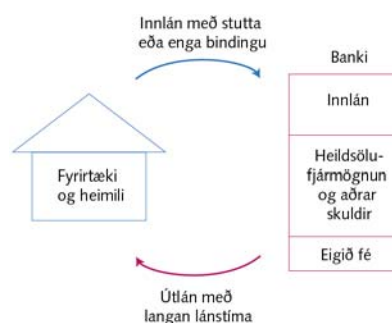 Innlán með stutta
eða enga bindingu
Banki
Innlán
Fyrirtæki
og heimili
Heildsölu-
fjármögnun
og aðrar
skuldir
Eigið fé
Útlán með
langan lánstíma